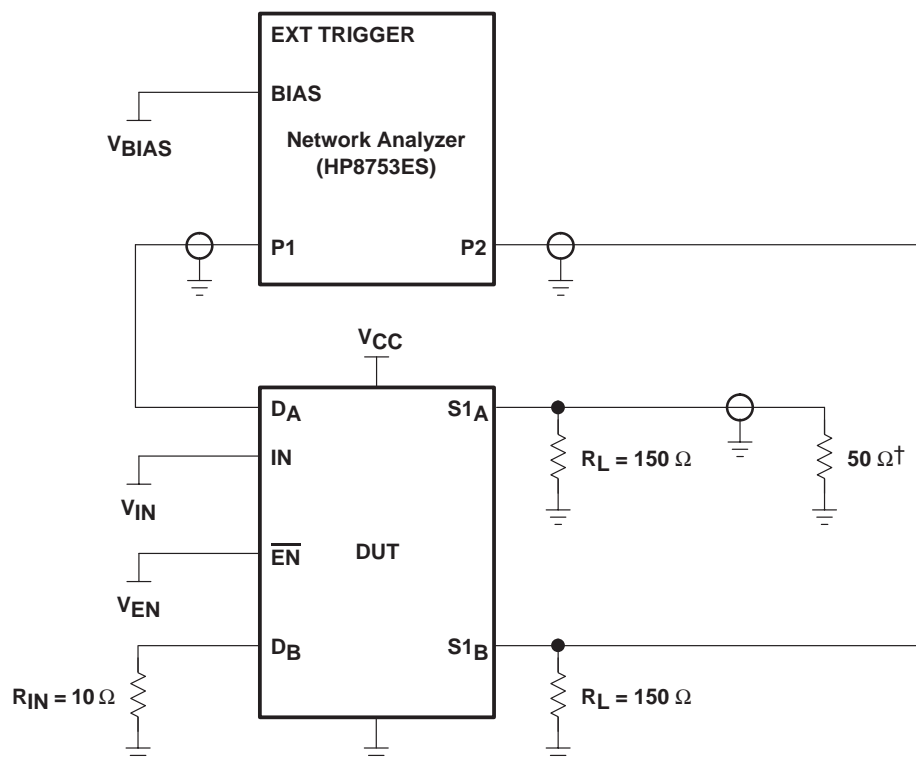 EXT TRIGGER
BIAS
VBIAS
Network Analyzer
(HP8753ES)
P1
P2
VCC
DA
S1A
IN
RL = 150 Ω
50 Ω†
VIN
EN
DUT
VEN
DB
S1B
RIN = 10 Ω
RL = 150 Ω